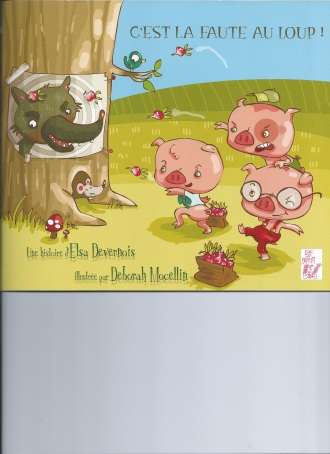 C'EST LA FAUTE AU LOUP !
Une histoire d'Elsa Devernois
illustrée par Deborah Mocellin